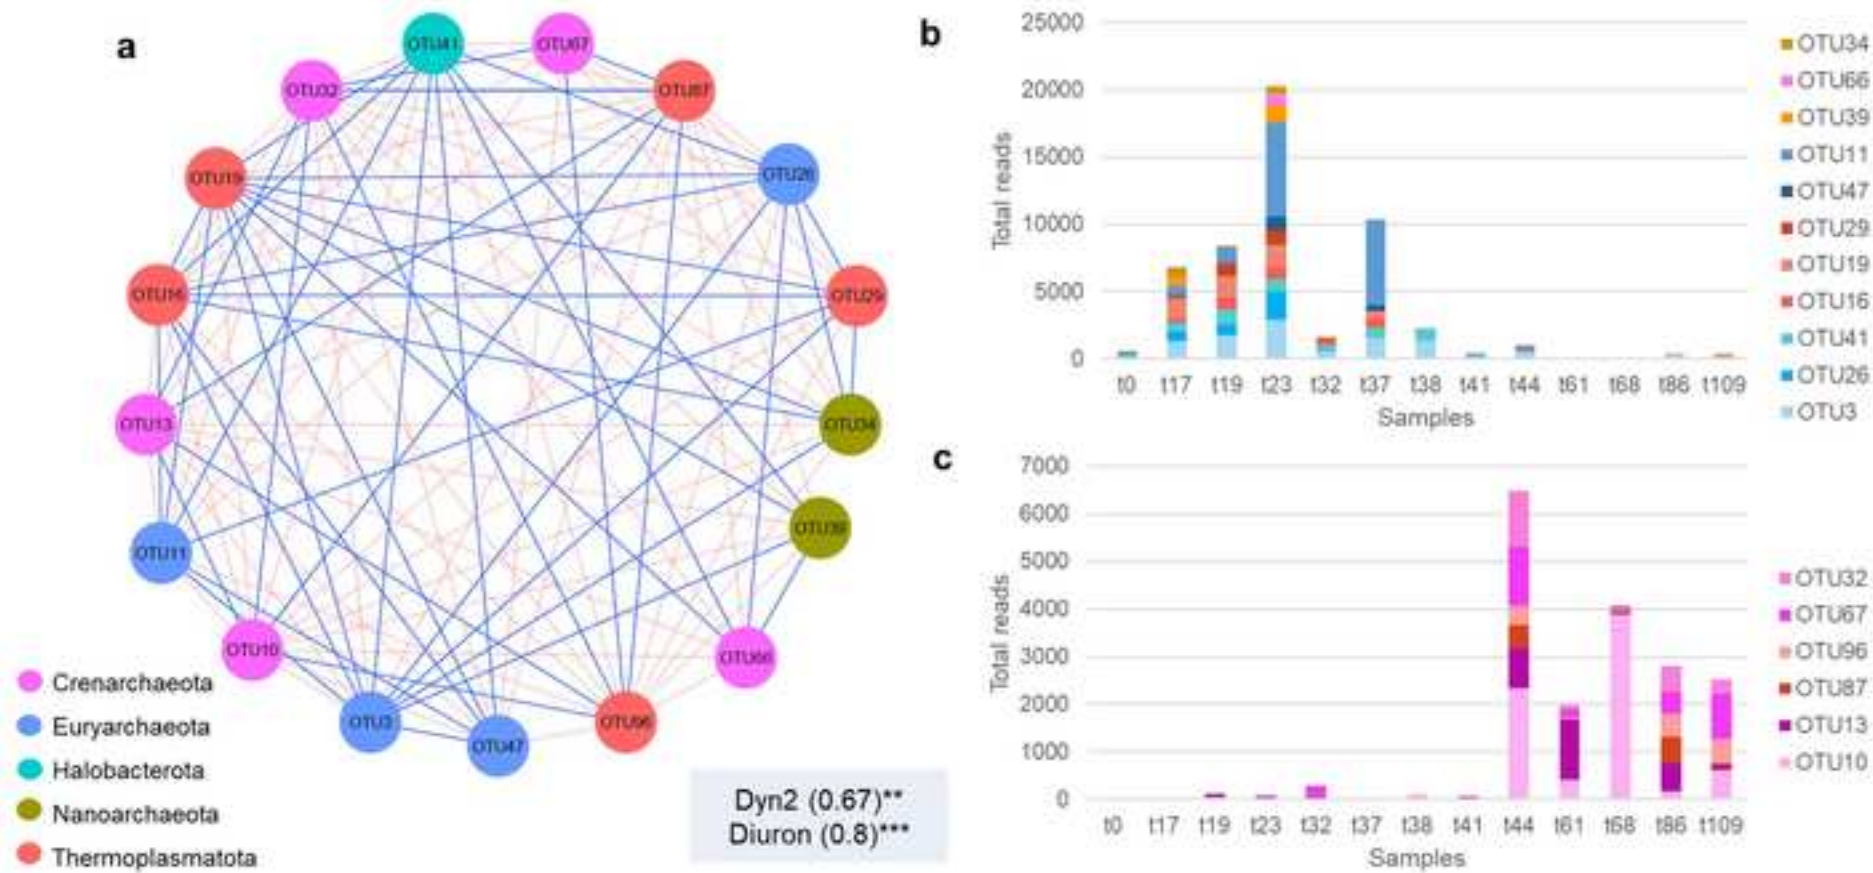 a
OTU41
OTU67
OTU32
OTU87
OTU19
OTU26
OTU16
OTU29
OTU13
OTU34
OTU11
OTU39
OTU10
OTU66
OTU3
OTU47
OTU96
Crenarchaeota
Euryarchaeota
Halobacterota
Nanoarchaeota
Thermoplasmatota
Dyn2 (0.67)**
Diuron (0.8)***
b
Total reads
25000
20000
15000
10000
5000
0
t0 t17 t19 t23 t32 t37 t38 t41 t44 t61 t68 t86 t109
Samples
OTU34
OTU66
OTU39
OTU11
OTU47
OTU29
OTU19
OTU16
OTU41
OTU26
OTU3
c
Total reads
7000
6000
5000
4000
3000
2000
1000
0
t0 t17 t19 t23 t32 t37 t38 t41 t44 t61 t68 t86 t109
Samples
OTU32
OTU67
OTU96
OTU87
OTU13
OTU10